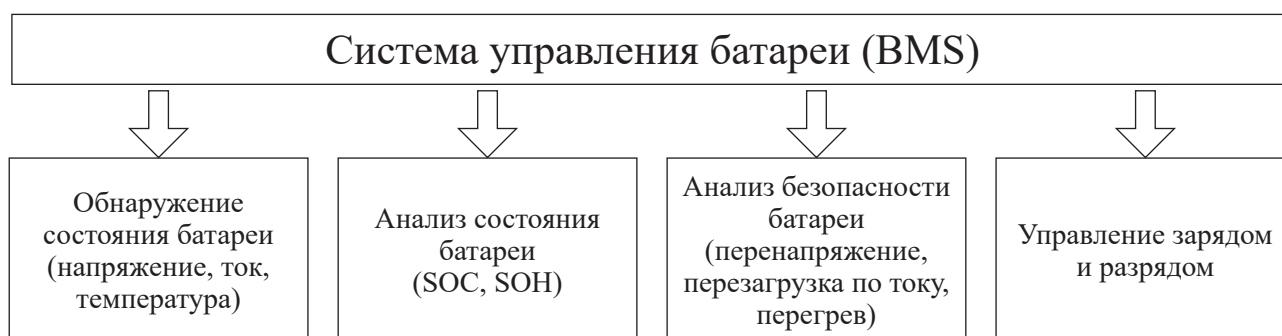 Система управления батареи (BMS)
Обнаружение
состояния батареи
(напряжение, ток,
температура)
Анализ состояния
батареи
(SOC, SOH)
Анализ безопасности
батареи
(перенапряжение,
перезагрузка по току,
перегрев)
Управление зарядом
и разрядом